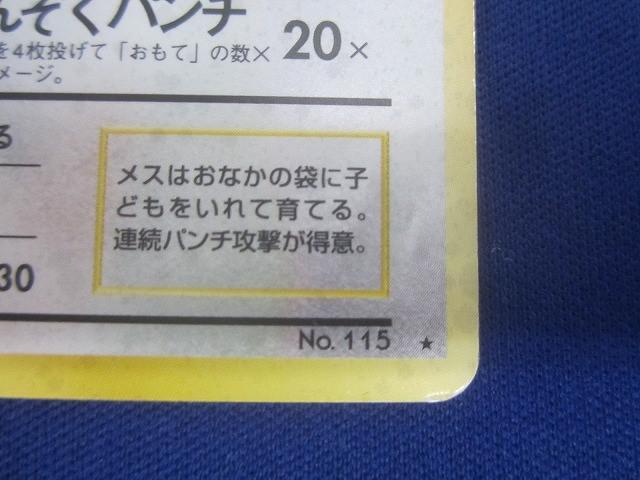 んぞくパンチ 20×
を4枚投げて「おもて」の数×
メージ。
る
メスはおなかの袋に子
どもをいれて育てる。
連続パンチ攻撃が得意。
30
No. 115 ★